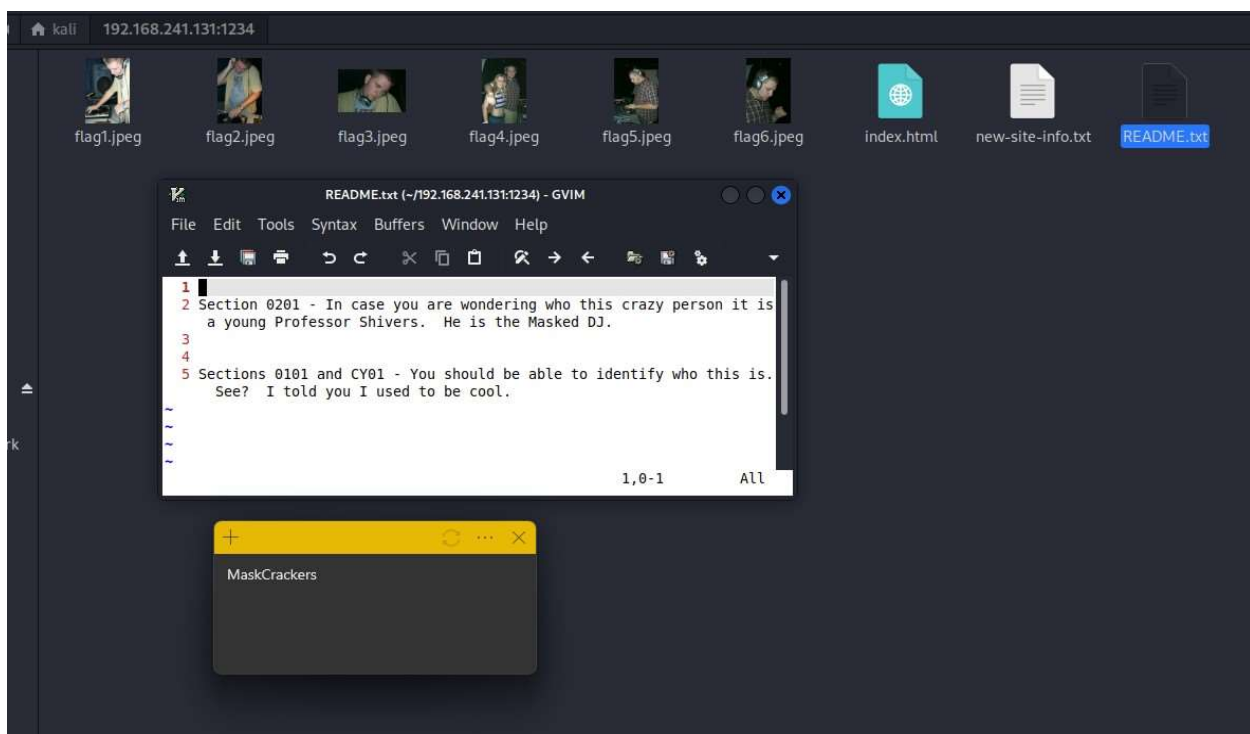 kali 192.168.241.131:1234
flag1.jpeg flag2.jpeg flag3.jpeg flag4.jpeg flag5.jpeg flag6.jpeg index.html new-site-info.txt README.txt
README.txt (~/192.168.241.131:1234) - GVIM
File Edit Tools Syntax Buffers Window Help
1
2 Section 0201 - In case you are wondering who this crazy person it is
a young Professor Shivers. He is the Masked DJ.
3
4
5 Sections 0101 and CY01 - You should be able to identify who this is.
See? I told you I used to be cool.
~
~
~
~
1,0-1 All
rk
MaskCrackers